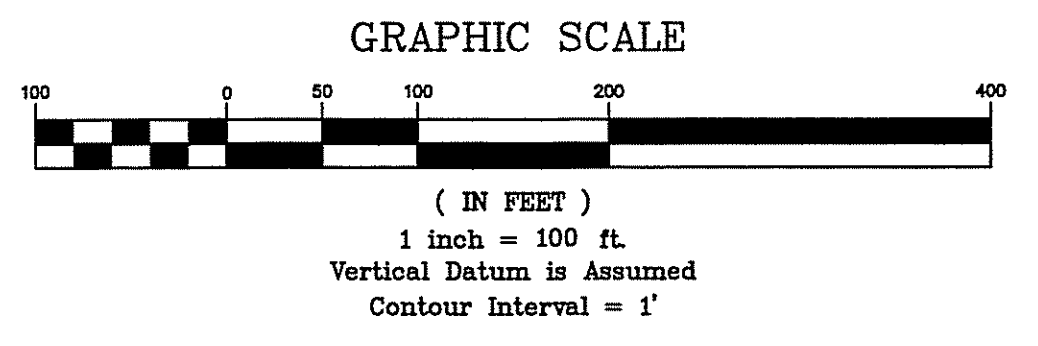 GRAPHIC SCALE
100 0 50 100 200 400
( IN FEET )
1 inch = 100 ft.
Vertical Datum is Assumed
Contour Interval = 1'